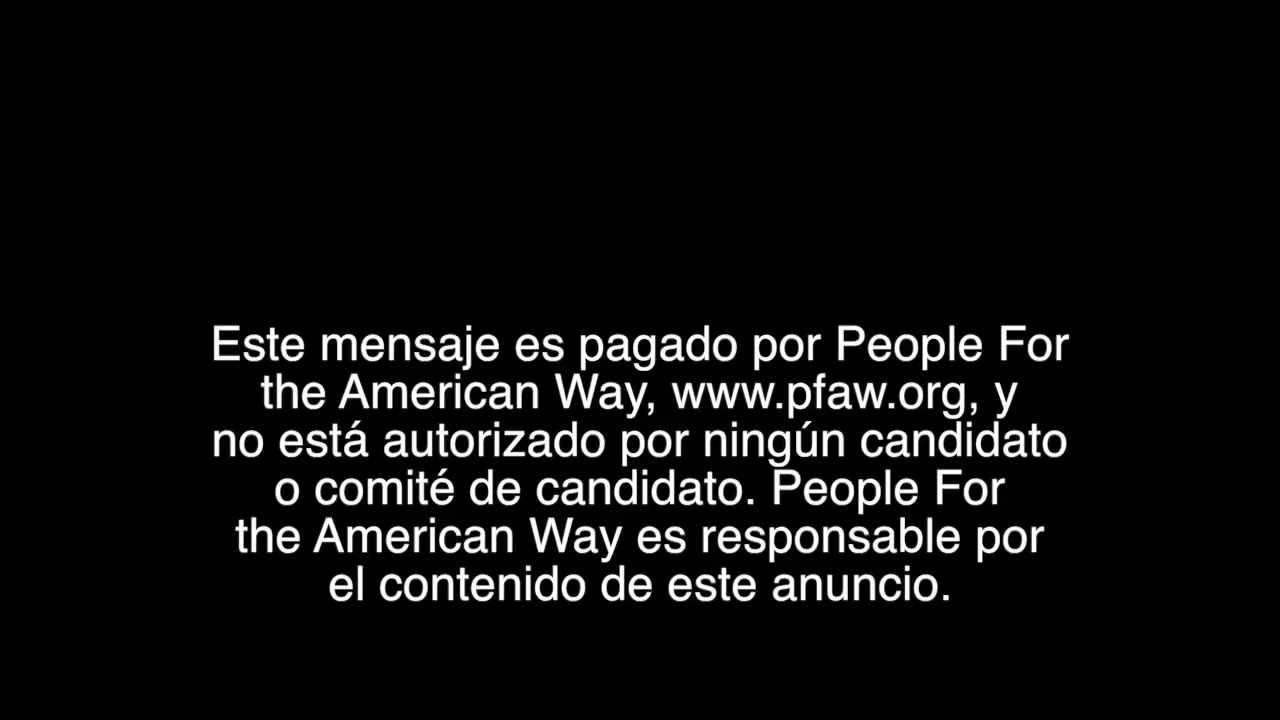 Este mensaje es pagado por People For
the American Way, www.pfaw.org, y
no está autorizado por ningún candidato
o comité de candidato. People For
the American Way es responsable por
el contenido de este anuncio.